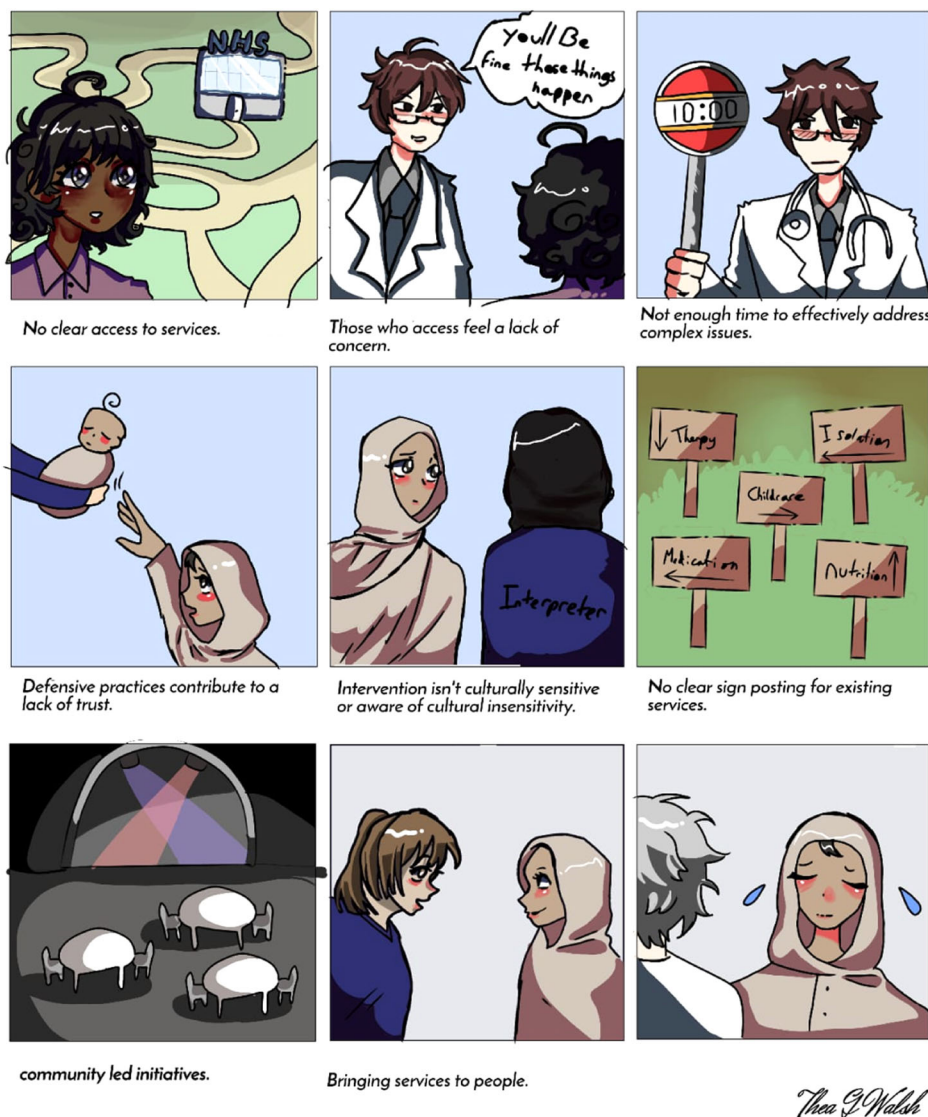 NHS
You'll Be
fine those things
happen
10:00
No clear access to services.
Those who access feel a lack of
concern.
Not enough time to effectively address
complex issues.
Interpreter
Therpy
Isolation
Childcare
Medication
Nutrition
Defensive practices contribute to a
lack of trust.
Intervention isn't culturally sensitive
or aware of cultural insensitivity.
No clear sign posting for existing
services.
community led initiatives.
Bringing services to people.
Thea G Walsh